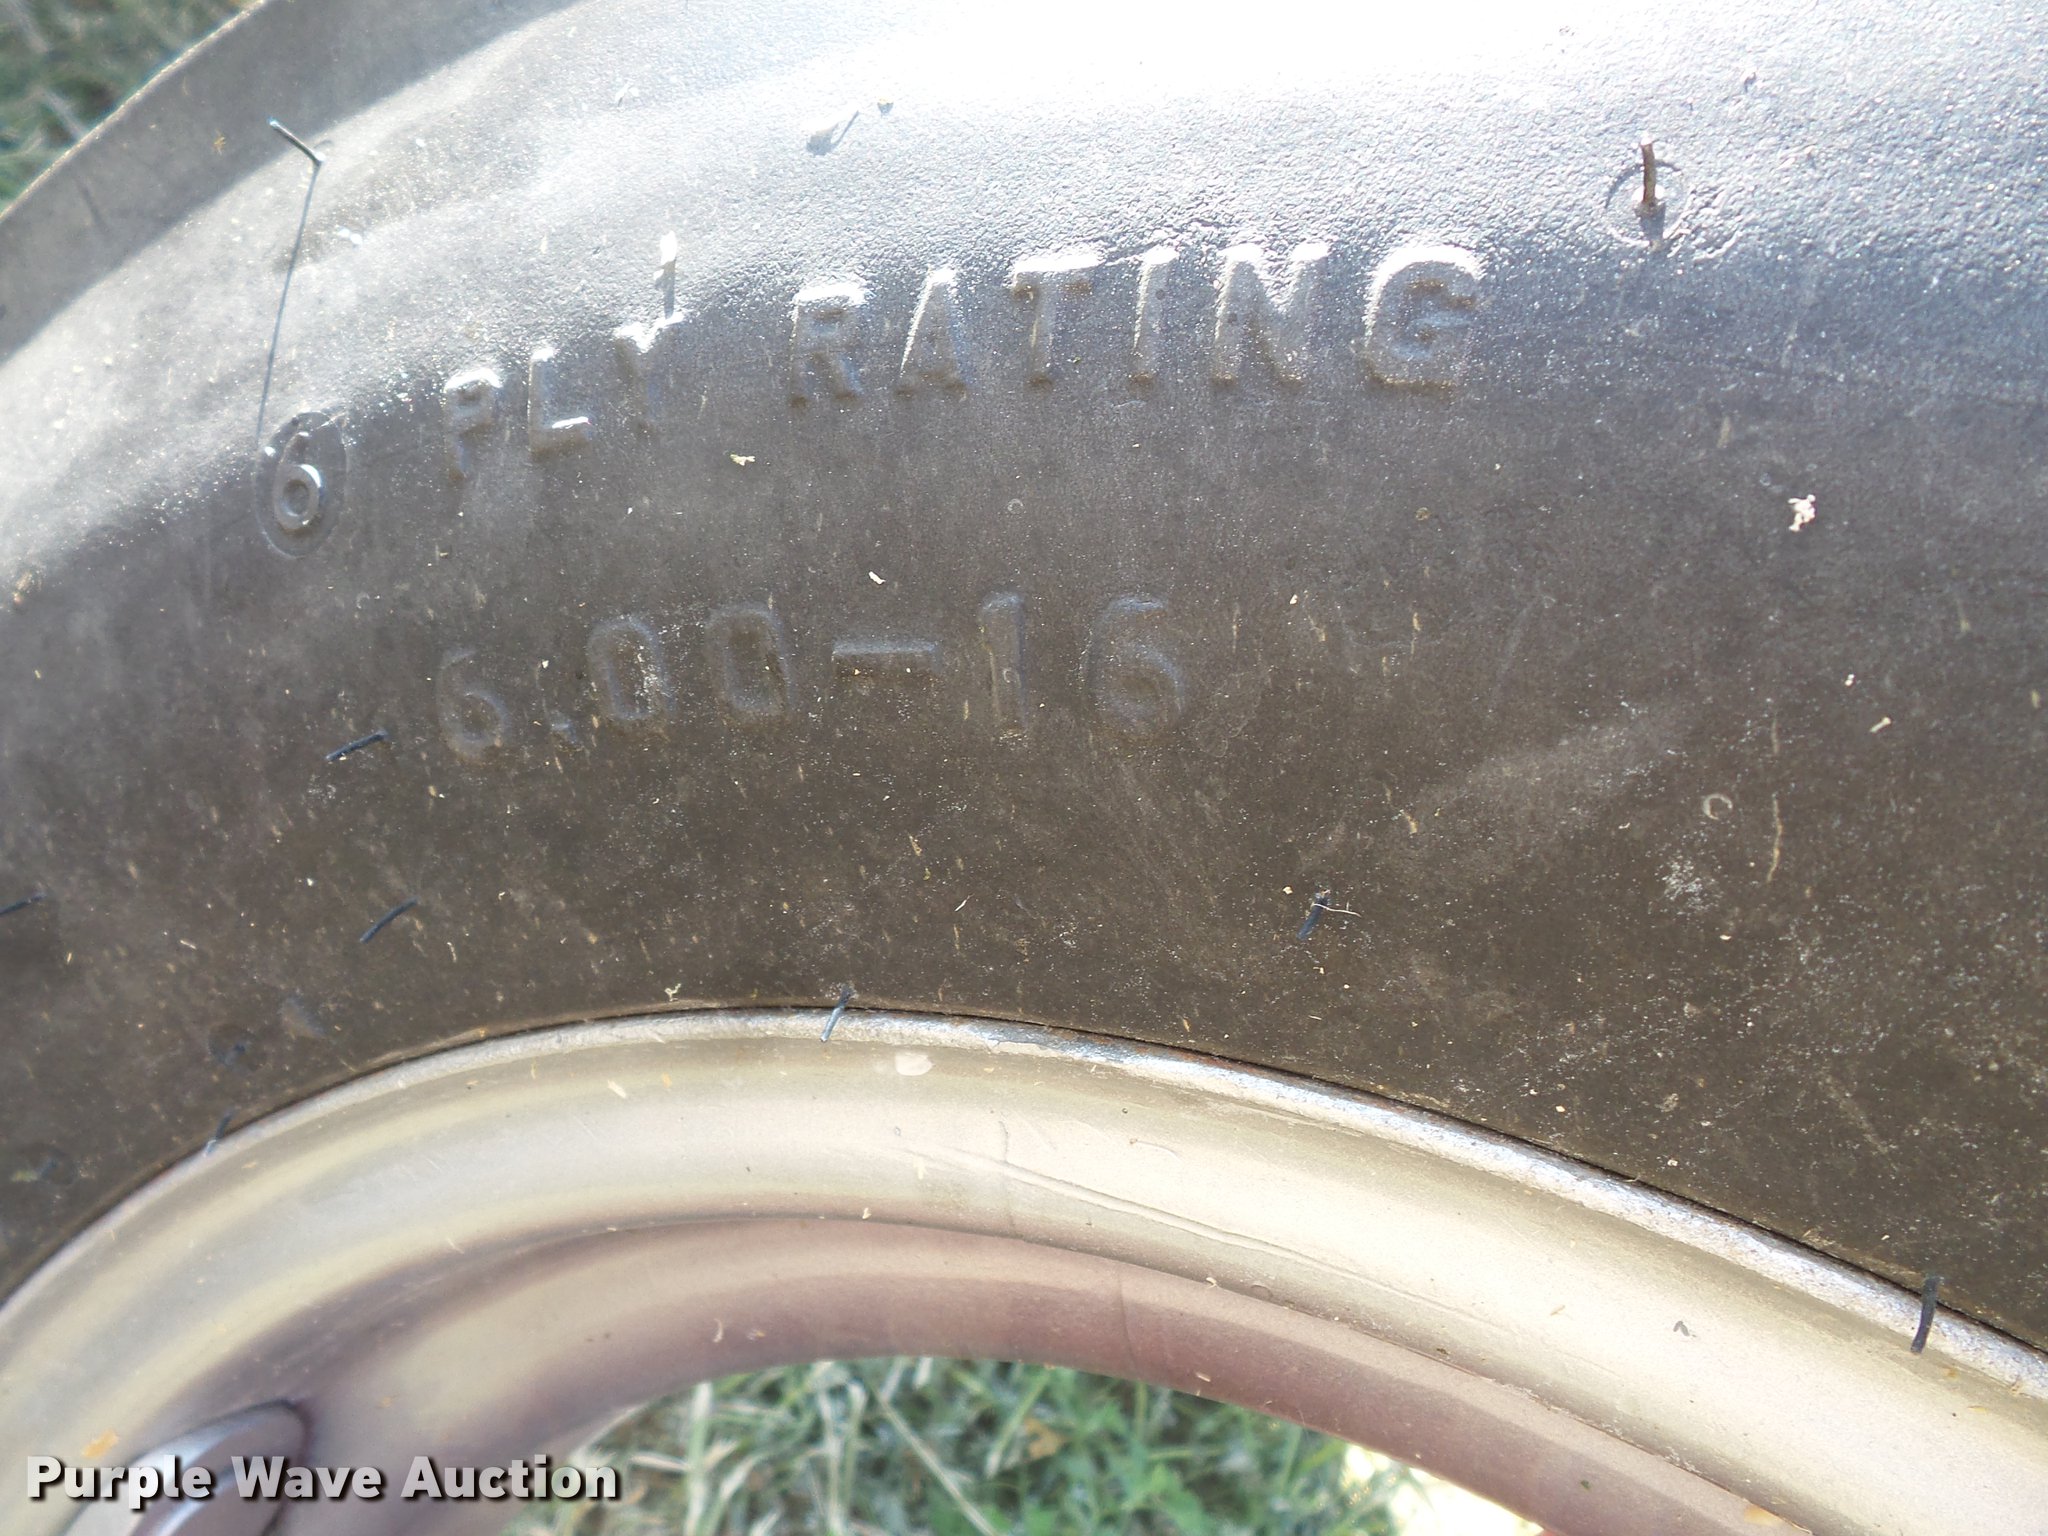 6 PLY RATING
6.00-16
Purple Wave Auction